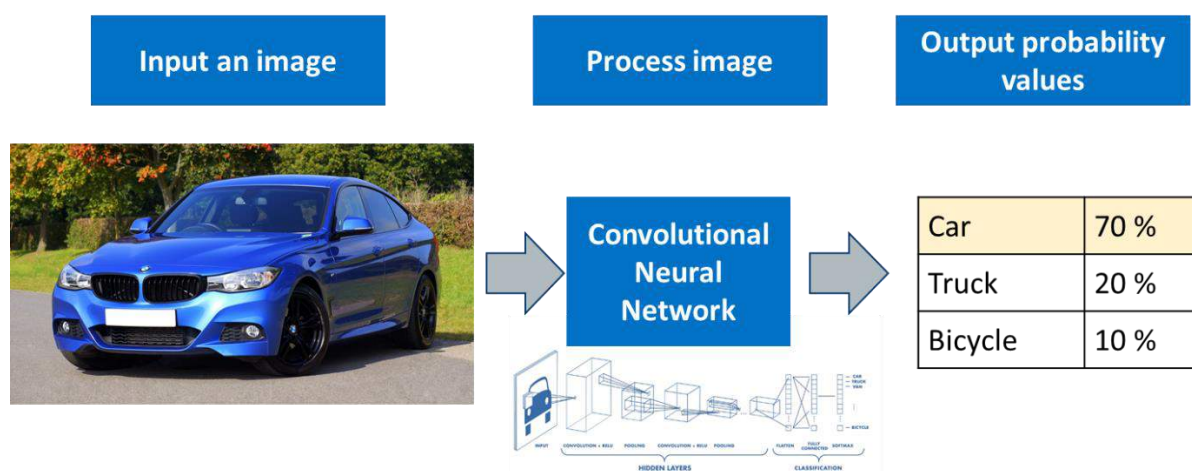 Input an image
Process image
Output probability
values
Convolutional
Neural
Network
Car 70 %
Truck 20 %
Bicycle 10 %
CAR
TRUCK
VAN
BICYCLE
INPUT CONVOLUTION + RELU POOLING CONVOLUTION + RELU POOLING FLATTEN FULLY
CONNECTED SOFTMAX
HIDDEN LAYERS CLASSIFICATION